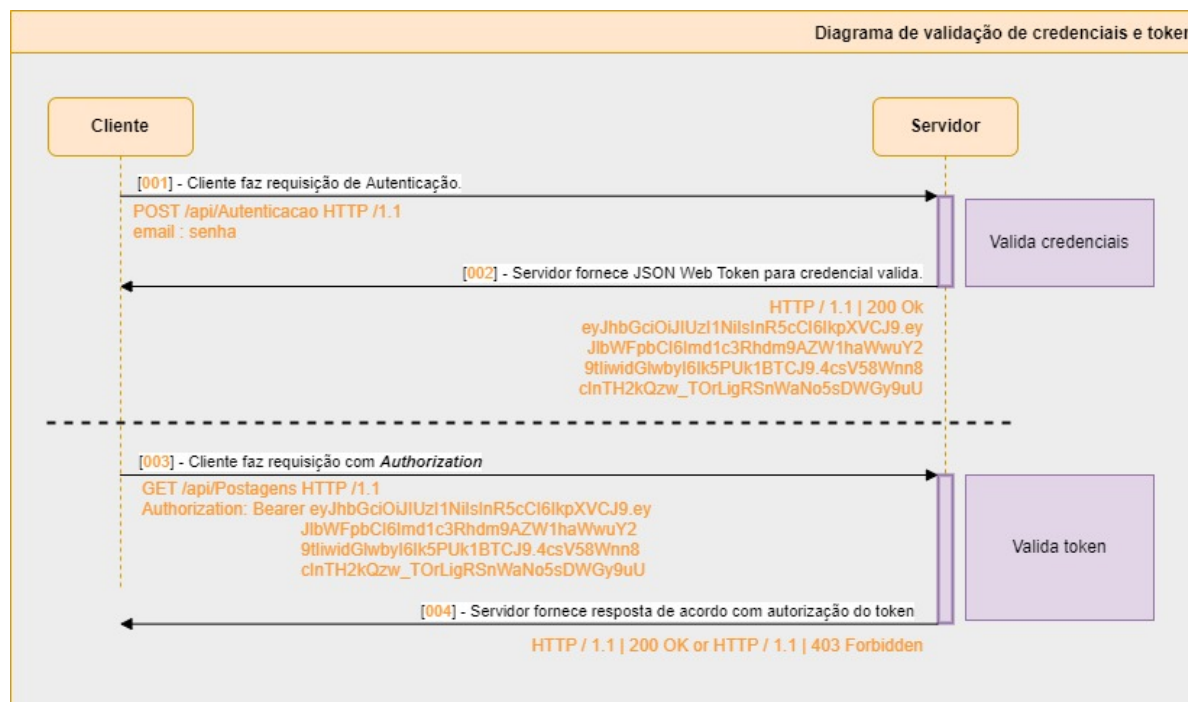 Diagrama de validação de credenciais e token
Cliente
Servidor
[001] - Cliente faz requisição de Autenticação.
POST /api/Autenticacao HTTP /1.1
email : senha
Valida credenciais
[002] - Servidor fornece JSON Web Token para credencial valida.
HTTP / 1.1 | 200 Ok
eyJhbGciOiJIUzI1NiIsInR5cCI6IkpXVCJ9.ey
JlbWFpbCI6Imd1c3Rhdm9AZW1haWwuY2
9tIiwidGlwbyI6Ik5PUk1BTCJ9.4csV58Wnn8
cInTH2kQzw_TOrLigRSnWaNo5sDWGy9uU
[003] - Cliente faz requisição com Authorization
GET /api/Postagens HTTP /1.1
Authorization: Bearer eyJhbGciOiJIUzI1NiIsInR5cCI6IkpXVCJ9.ey
JlbWFpbCI6Imd1c3Rhdm9AZW1haWwuY2
9tIiwidGlwbyI6Ik5PUk1BTCJ9.4csV58Wnn8
cInTH2kQzw_TOrLigRSnWaNo5sDWGy9uU
Valida token
[004] - Servidor fornece resposta de acordo com autorização do token
HTTP / 1.1 | 200 OK or HTTP / 1.1 | 403 Forbidden